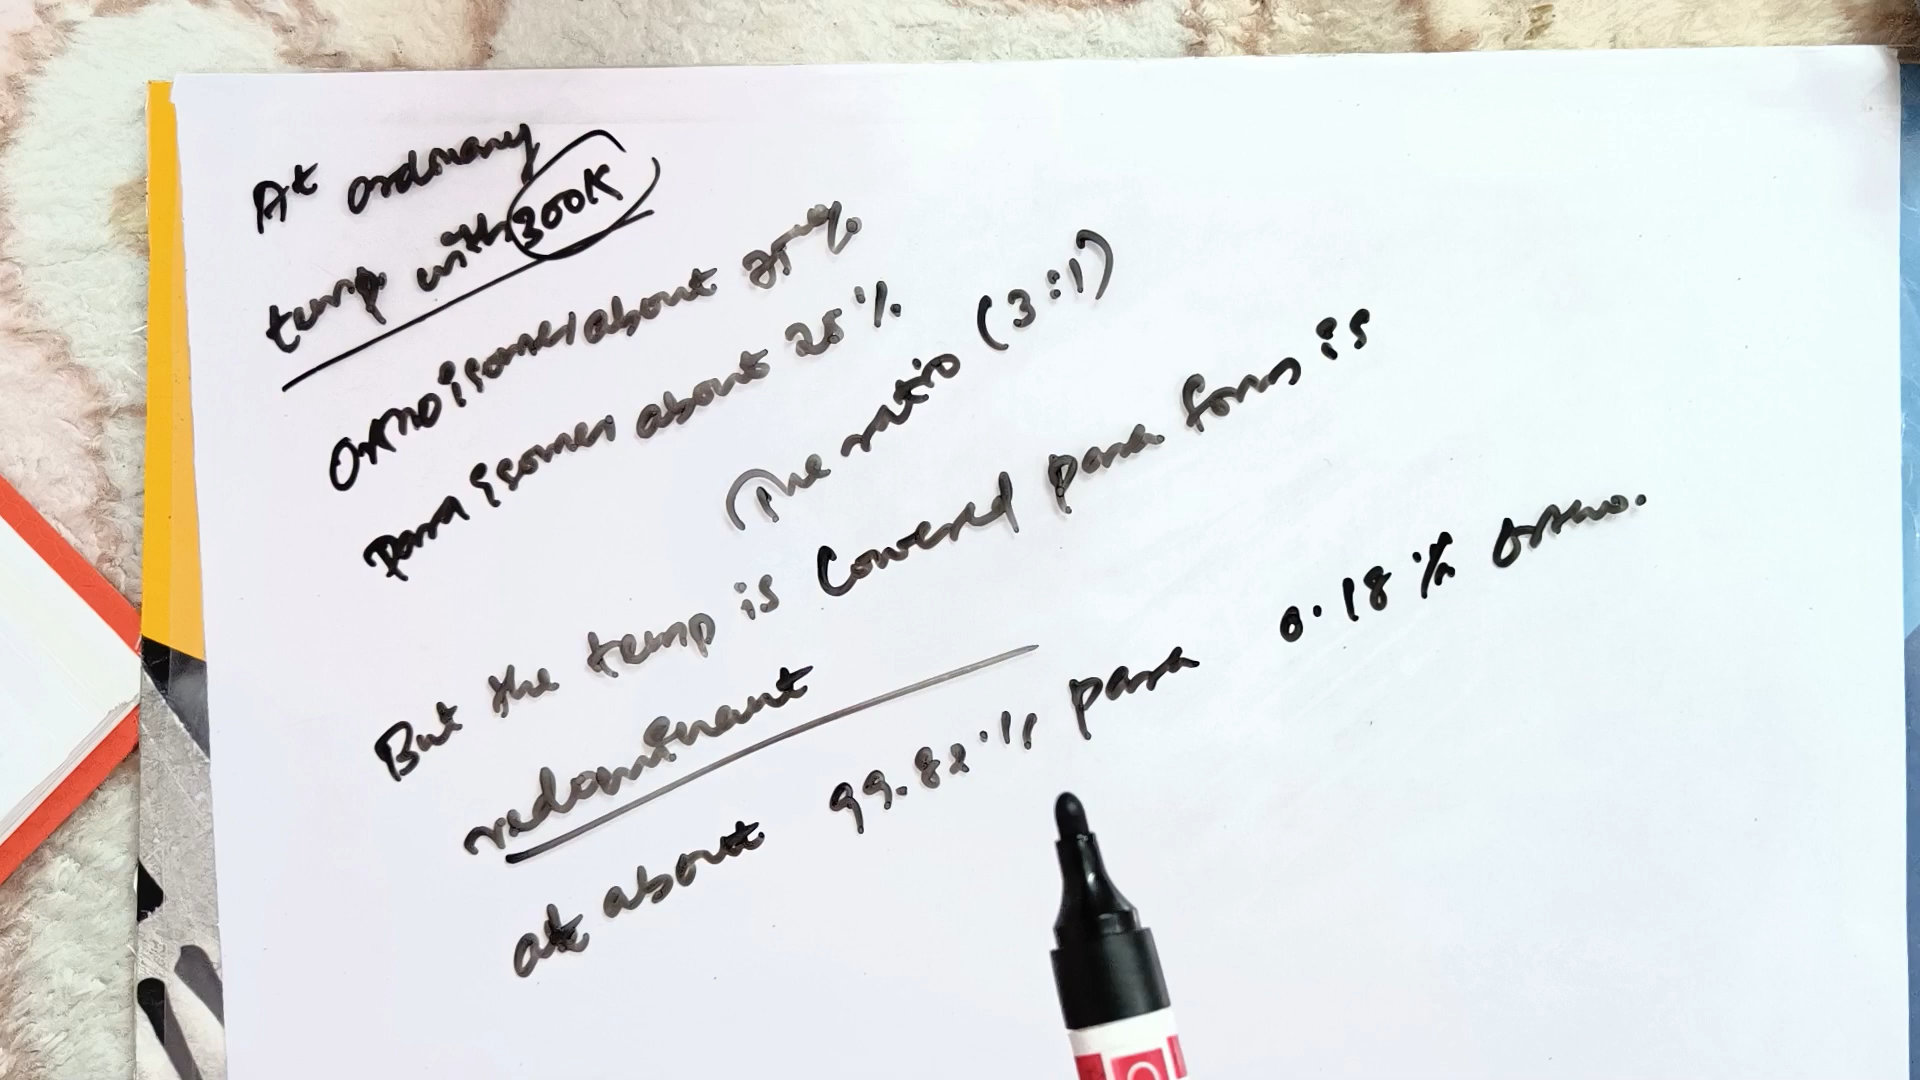 At ordinary
temp with 300K
Ortho isomer about 75%
para isomer about 25%
The ratio (3:1)
But the temp is Lowered para form is
redominant
at about 99.82% para 0.18% ortho.